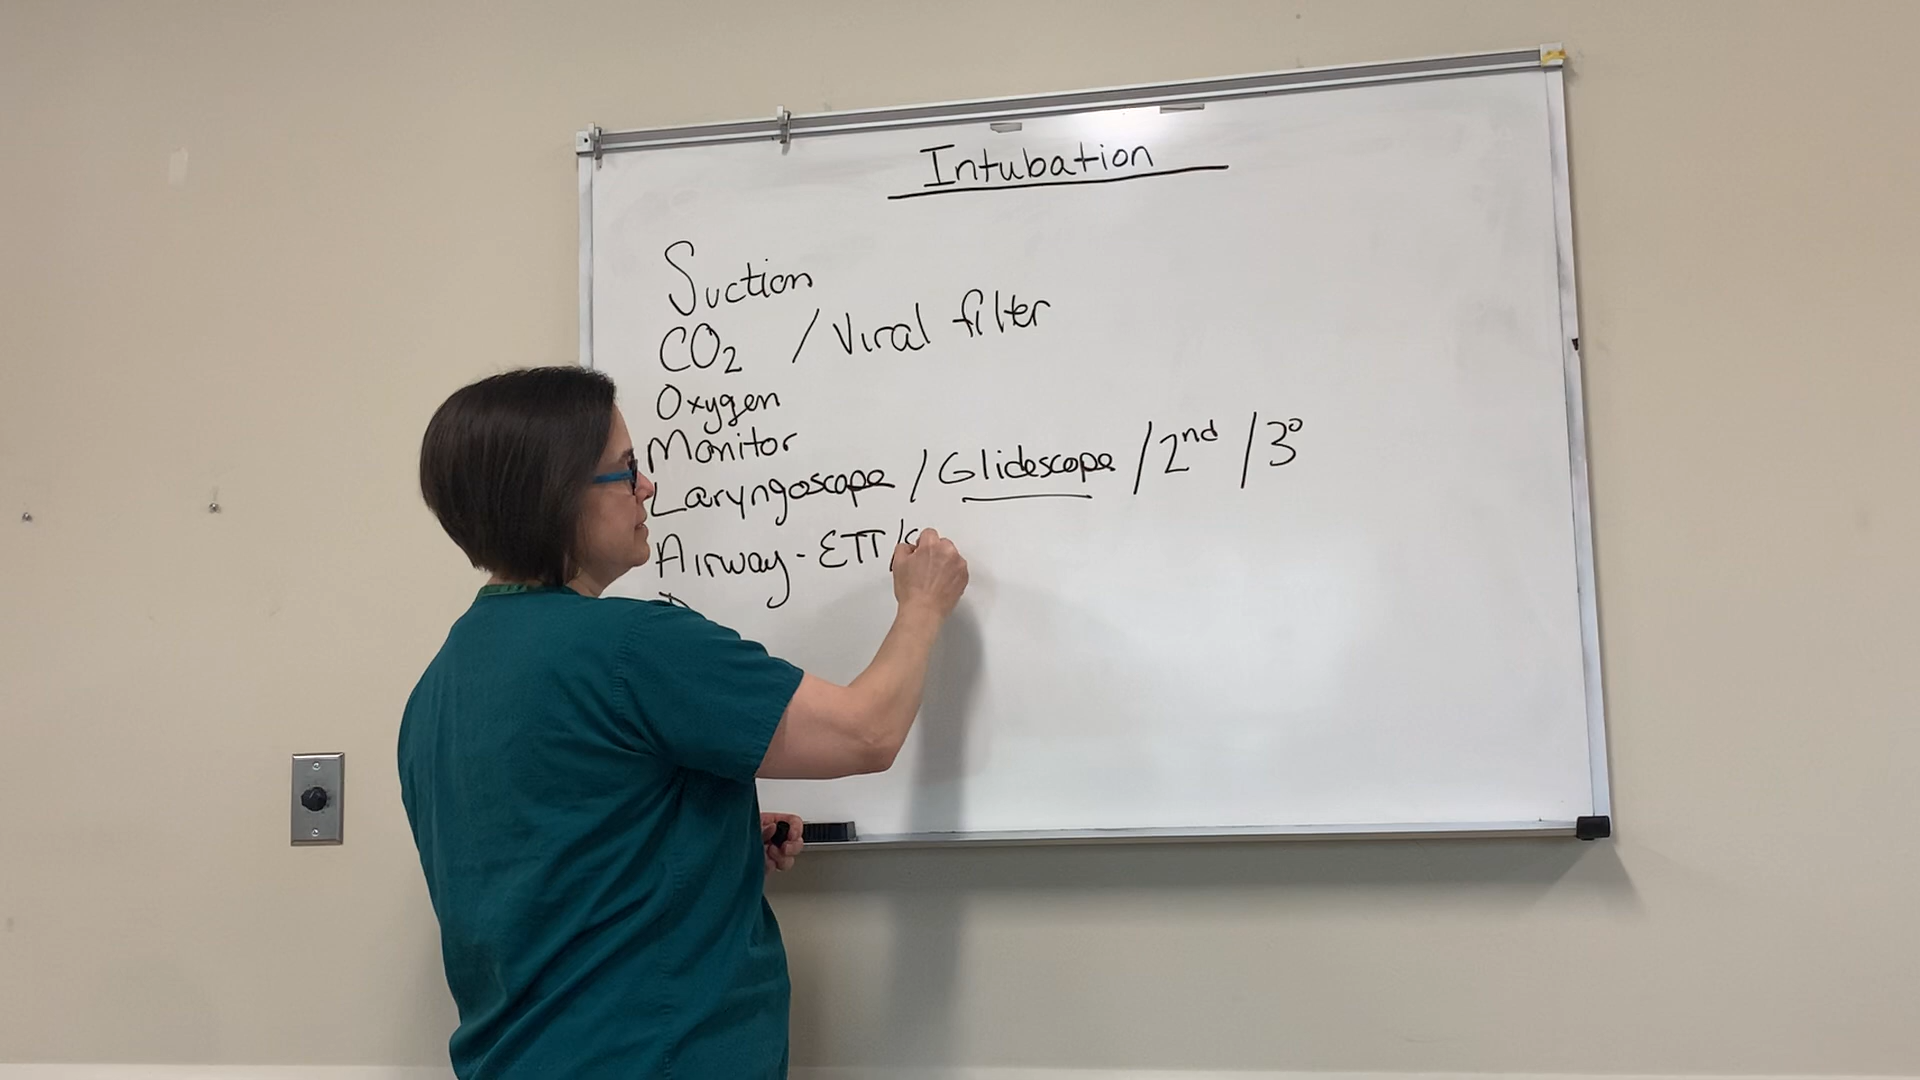 Intubation
Suction
CO2 / Viral filter
Oxygen
Monitor
Laryngoscope / Glidescope / 2nd / 3°
Airway - ETT /